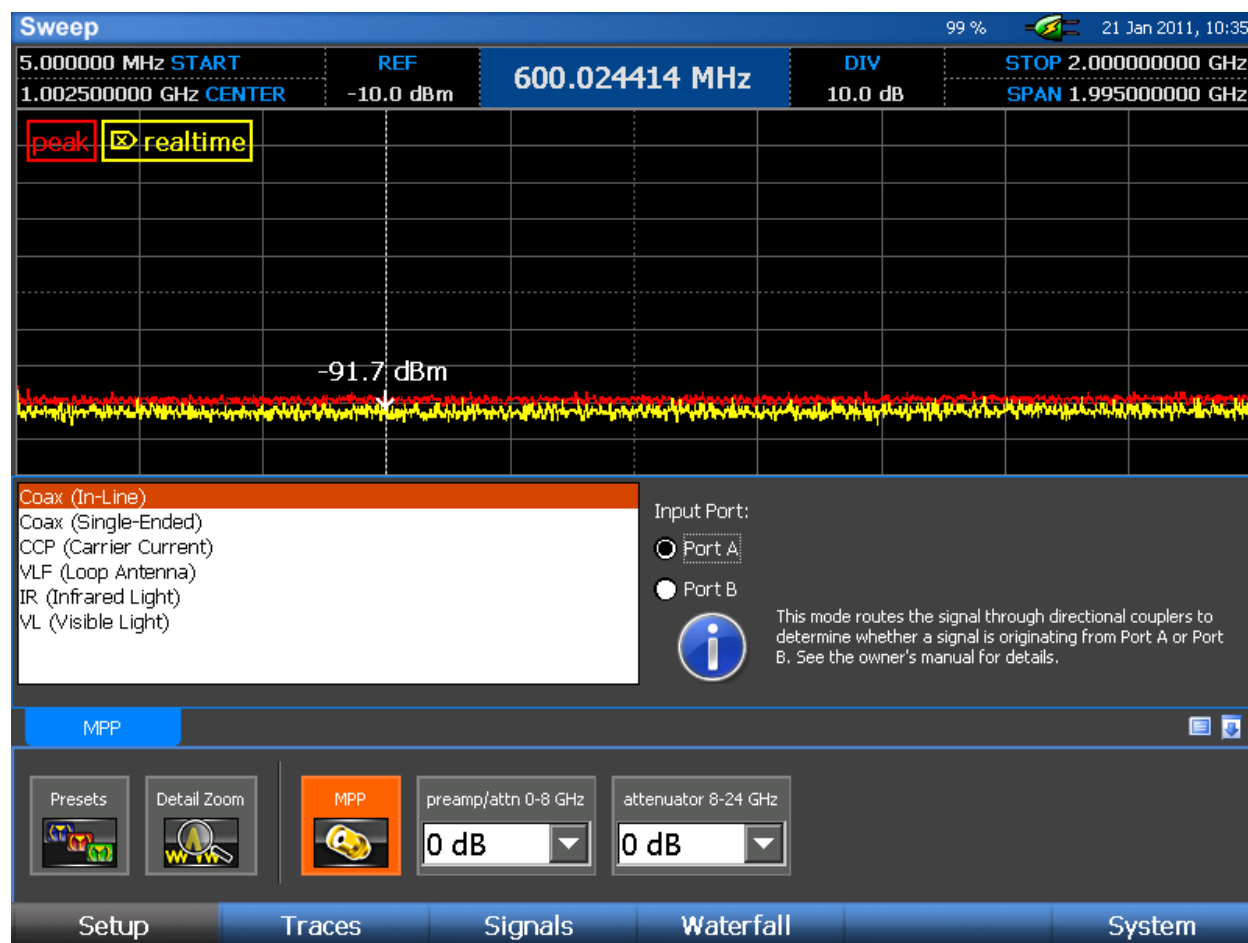 Sweep 99 % 21 Jan 2011, 10:35
5.000000 MHz START REF 600.024414 MHz DIV STOP 2.000000000 GHz
1.002500000 GHz CENTER -10.0 dBm 10.0 dB SPAN 1.995000000 GHz
peak realtime
-91.7 dBm
Coax (In-Line)
Coax (Single-Ended)
CCP (Carrier Current)
VLF (Loop Antenna)
IR (Infrared Light)
VL (Visible Light)
Input Port:
Port A
Port B
This mode routes the signal through directional couplers to
determine whether a signal is originating from Port A or Port
B. See the owner's manual for details.
MPP
Presets Detail Zoom MPP preamp/attn 0-8 GHz attenuator 8-24 GHz
0 dB 0 dB
Setup Traces Signals Waterfall System